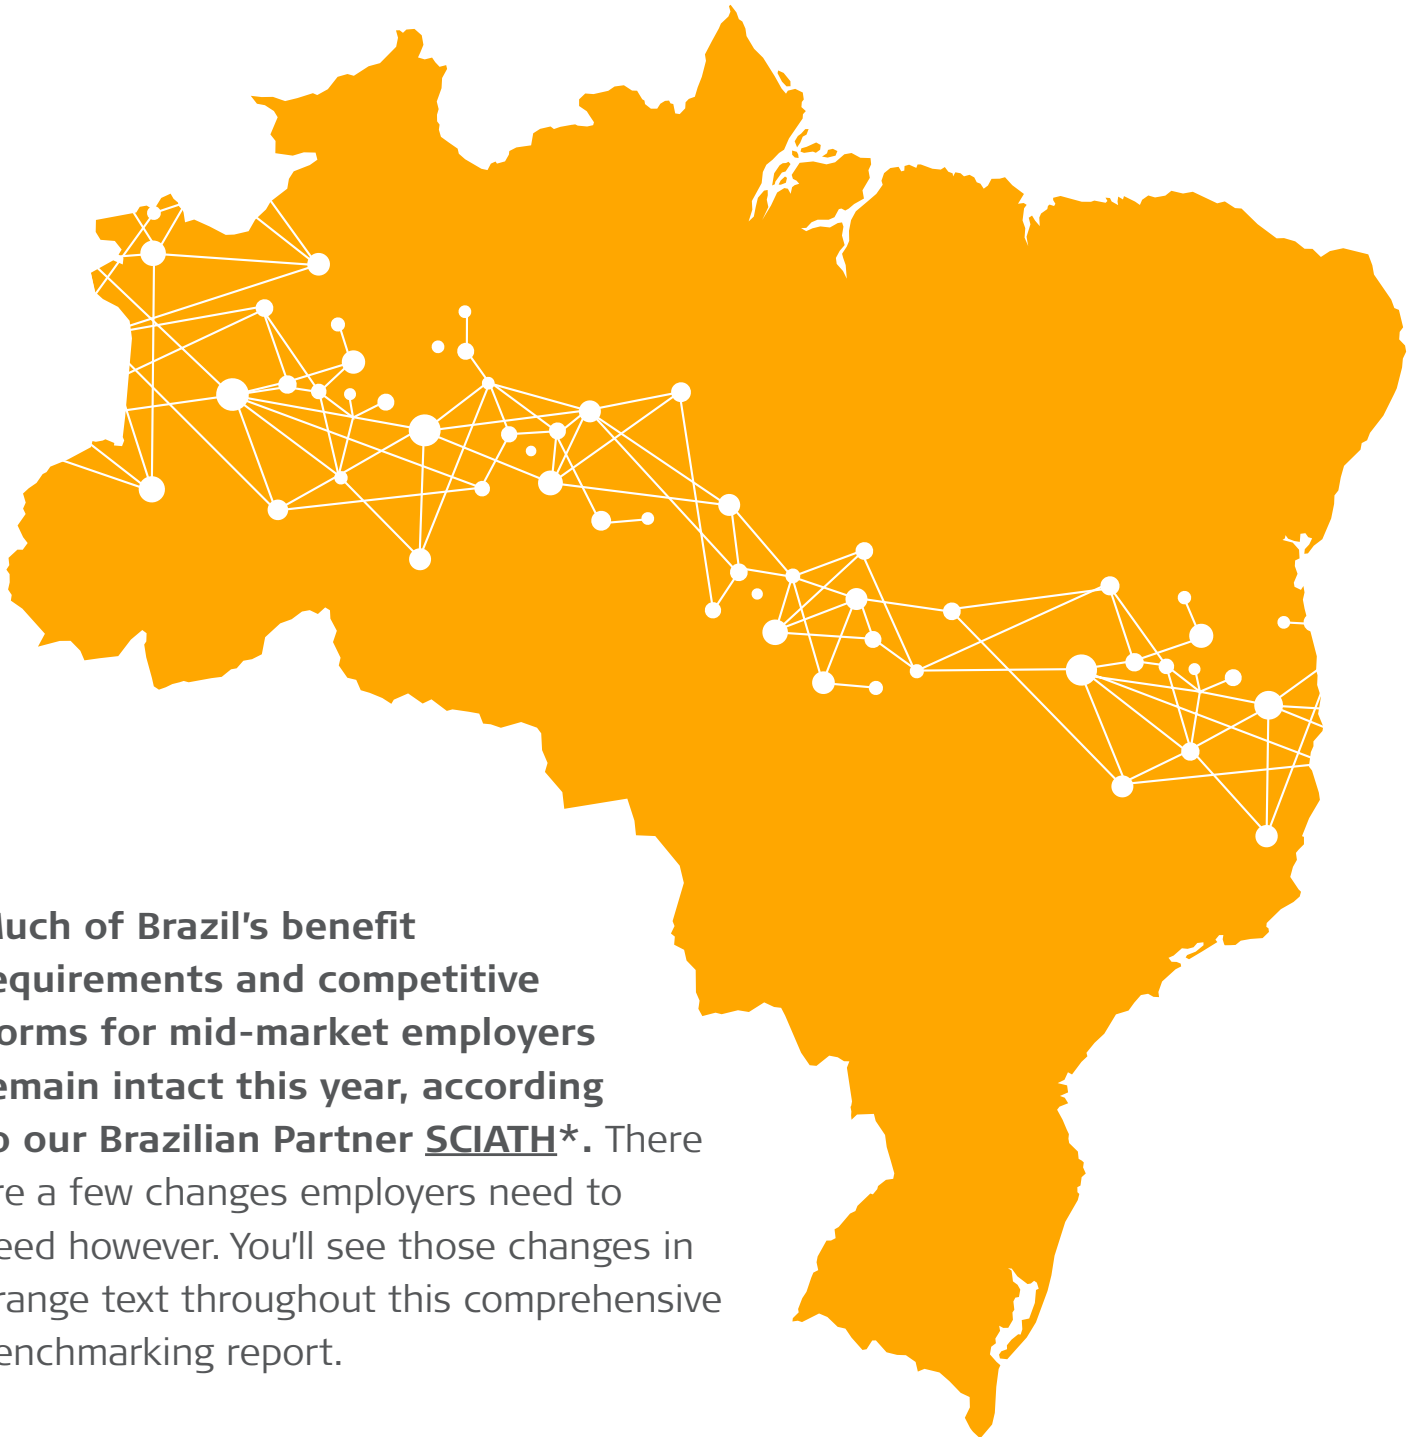 Much of Brazil's benefit
equirements and competitive
orms for mid-market employers
emain intact this year, according
o our Brazilian Partner SCIATH*. There
re a few changes employers need to
eed however. You'll see those changes in
range text throughout this comprehensive
enchmarking report.